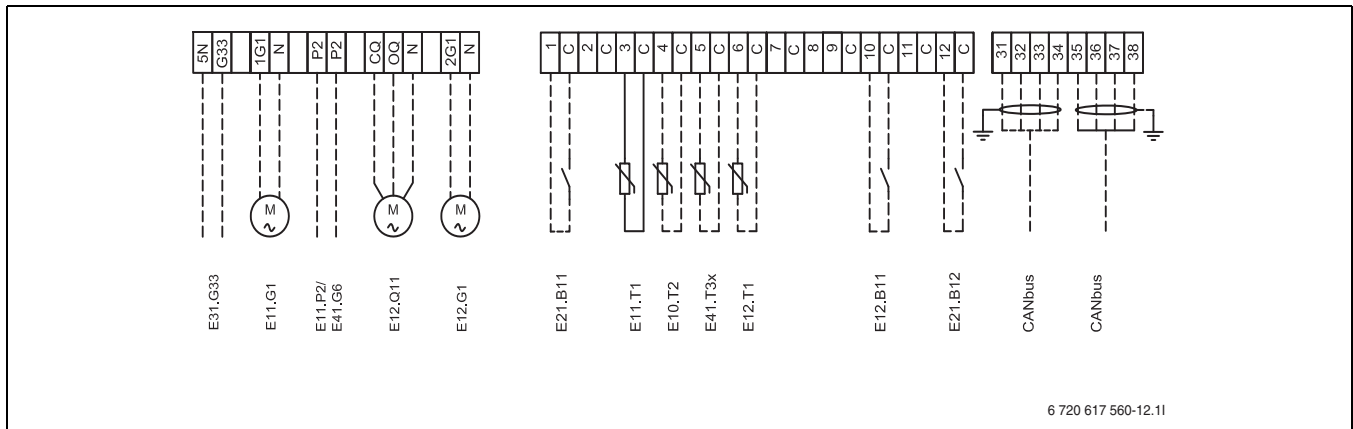 5N G33 1G1 N P2 P2 CQ OQ N 2G1 N
1 C 2 C 3 C 4 C 5 C 6 C 7 C 8 9 C 10 C 11 C 12 C
31 32 33 34 35 36 37 38
M
~
M
~
M
~
E31.G33
E11.G1
E11.P2/
E41.G6
E12.Q11
E12.G1
E21.B11
E11.T1
E10.T2
E41.T3x
E12.T1
E12.B11
E21.B12
CANbus
CANbus
6 720 617 560-12.1I